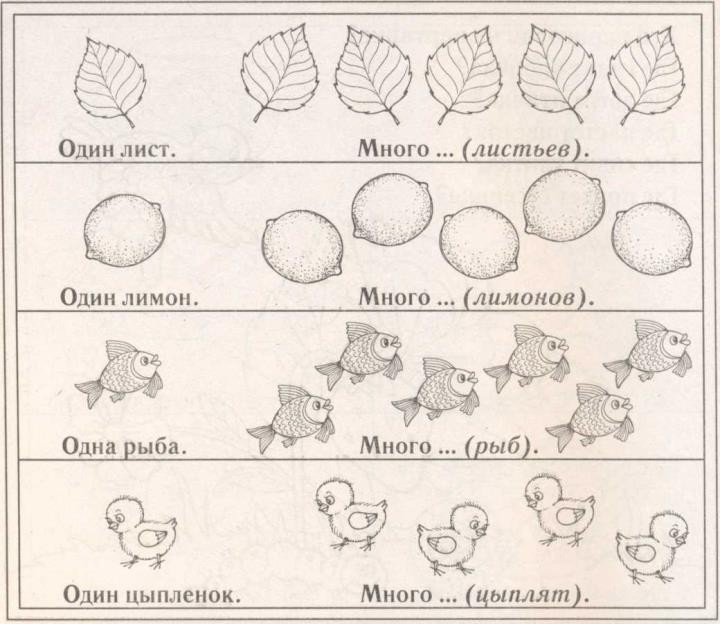 Один лист. Много ... (листьев).
Один лимон. Много ... (лимонов).
Одна рыба. Много ... (рыб).
Один цыпленок. Много ... (цыплят).